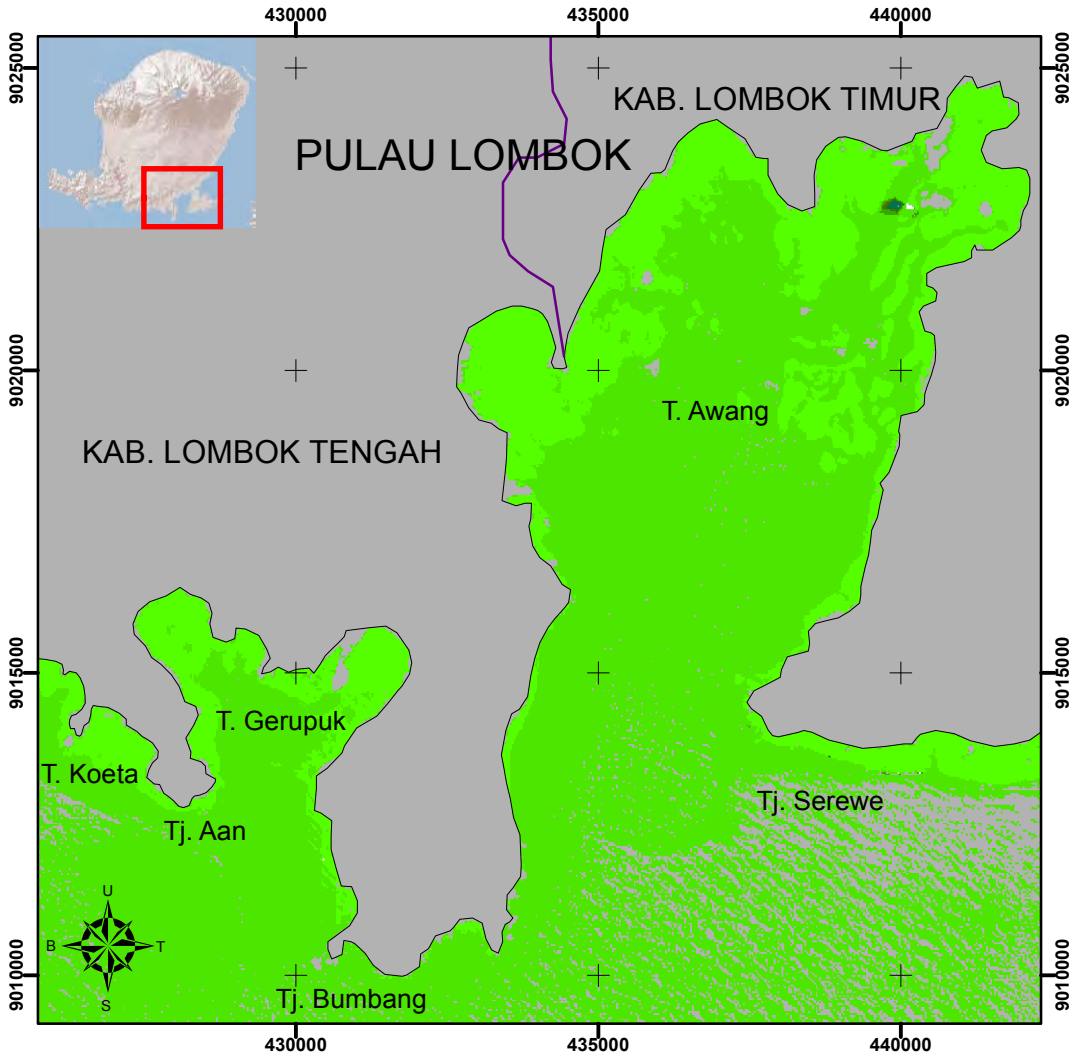 430000
435000
440000
9025000
9025000
KAB. LOMBOK TIMUR
PULAU LOMBOK
9020000
9020000
T. Awang
KAB. LOMBOK TENGAH
9015000
9015000
T. Gerupuk
T. Koeta
Tj. Serewe
Tj. Aan
U
B
T
S
9010000
9010000
Tj. Bumbang
430000
435000
440000